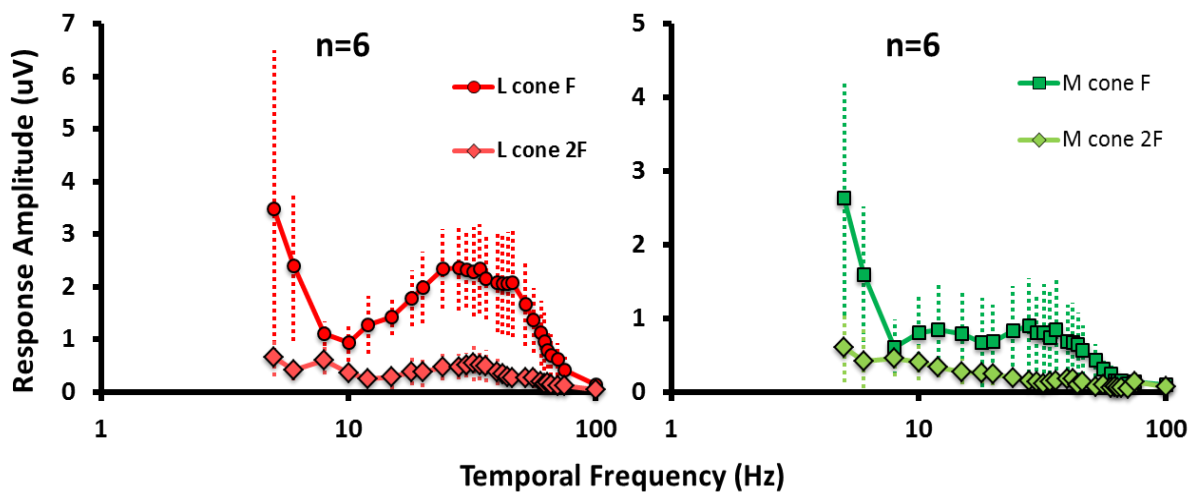 n=6
L cone F
L cone 2F
Response Amplitude (uV)
7
6
5
4
3
2
1
0
1
10
100
n=6
M cone F
M cone 2F
5
4
3
2
1
0
1
10
100
Temporal Frequency (Hz)